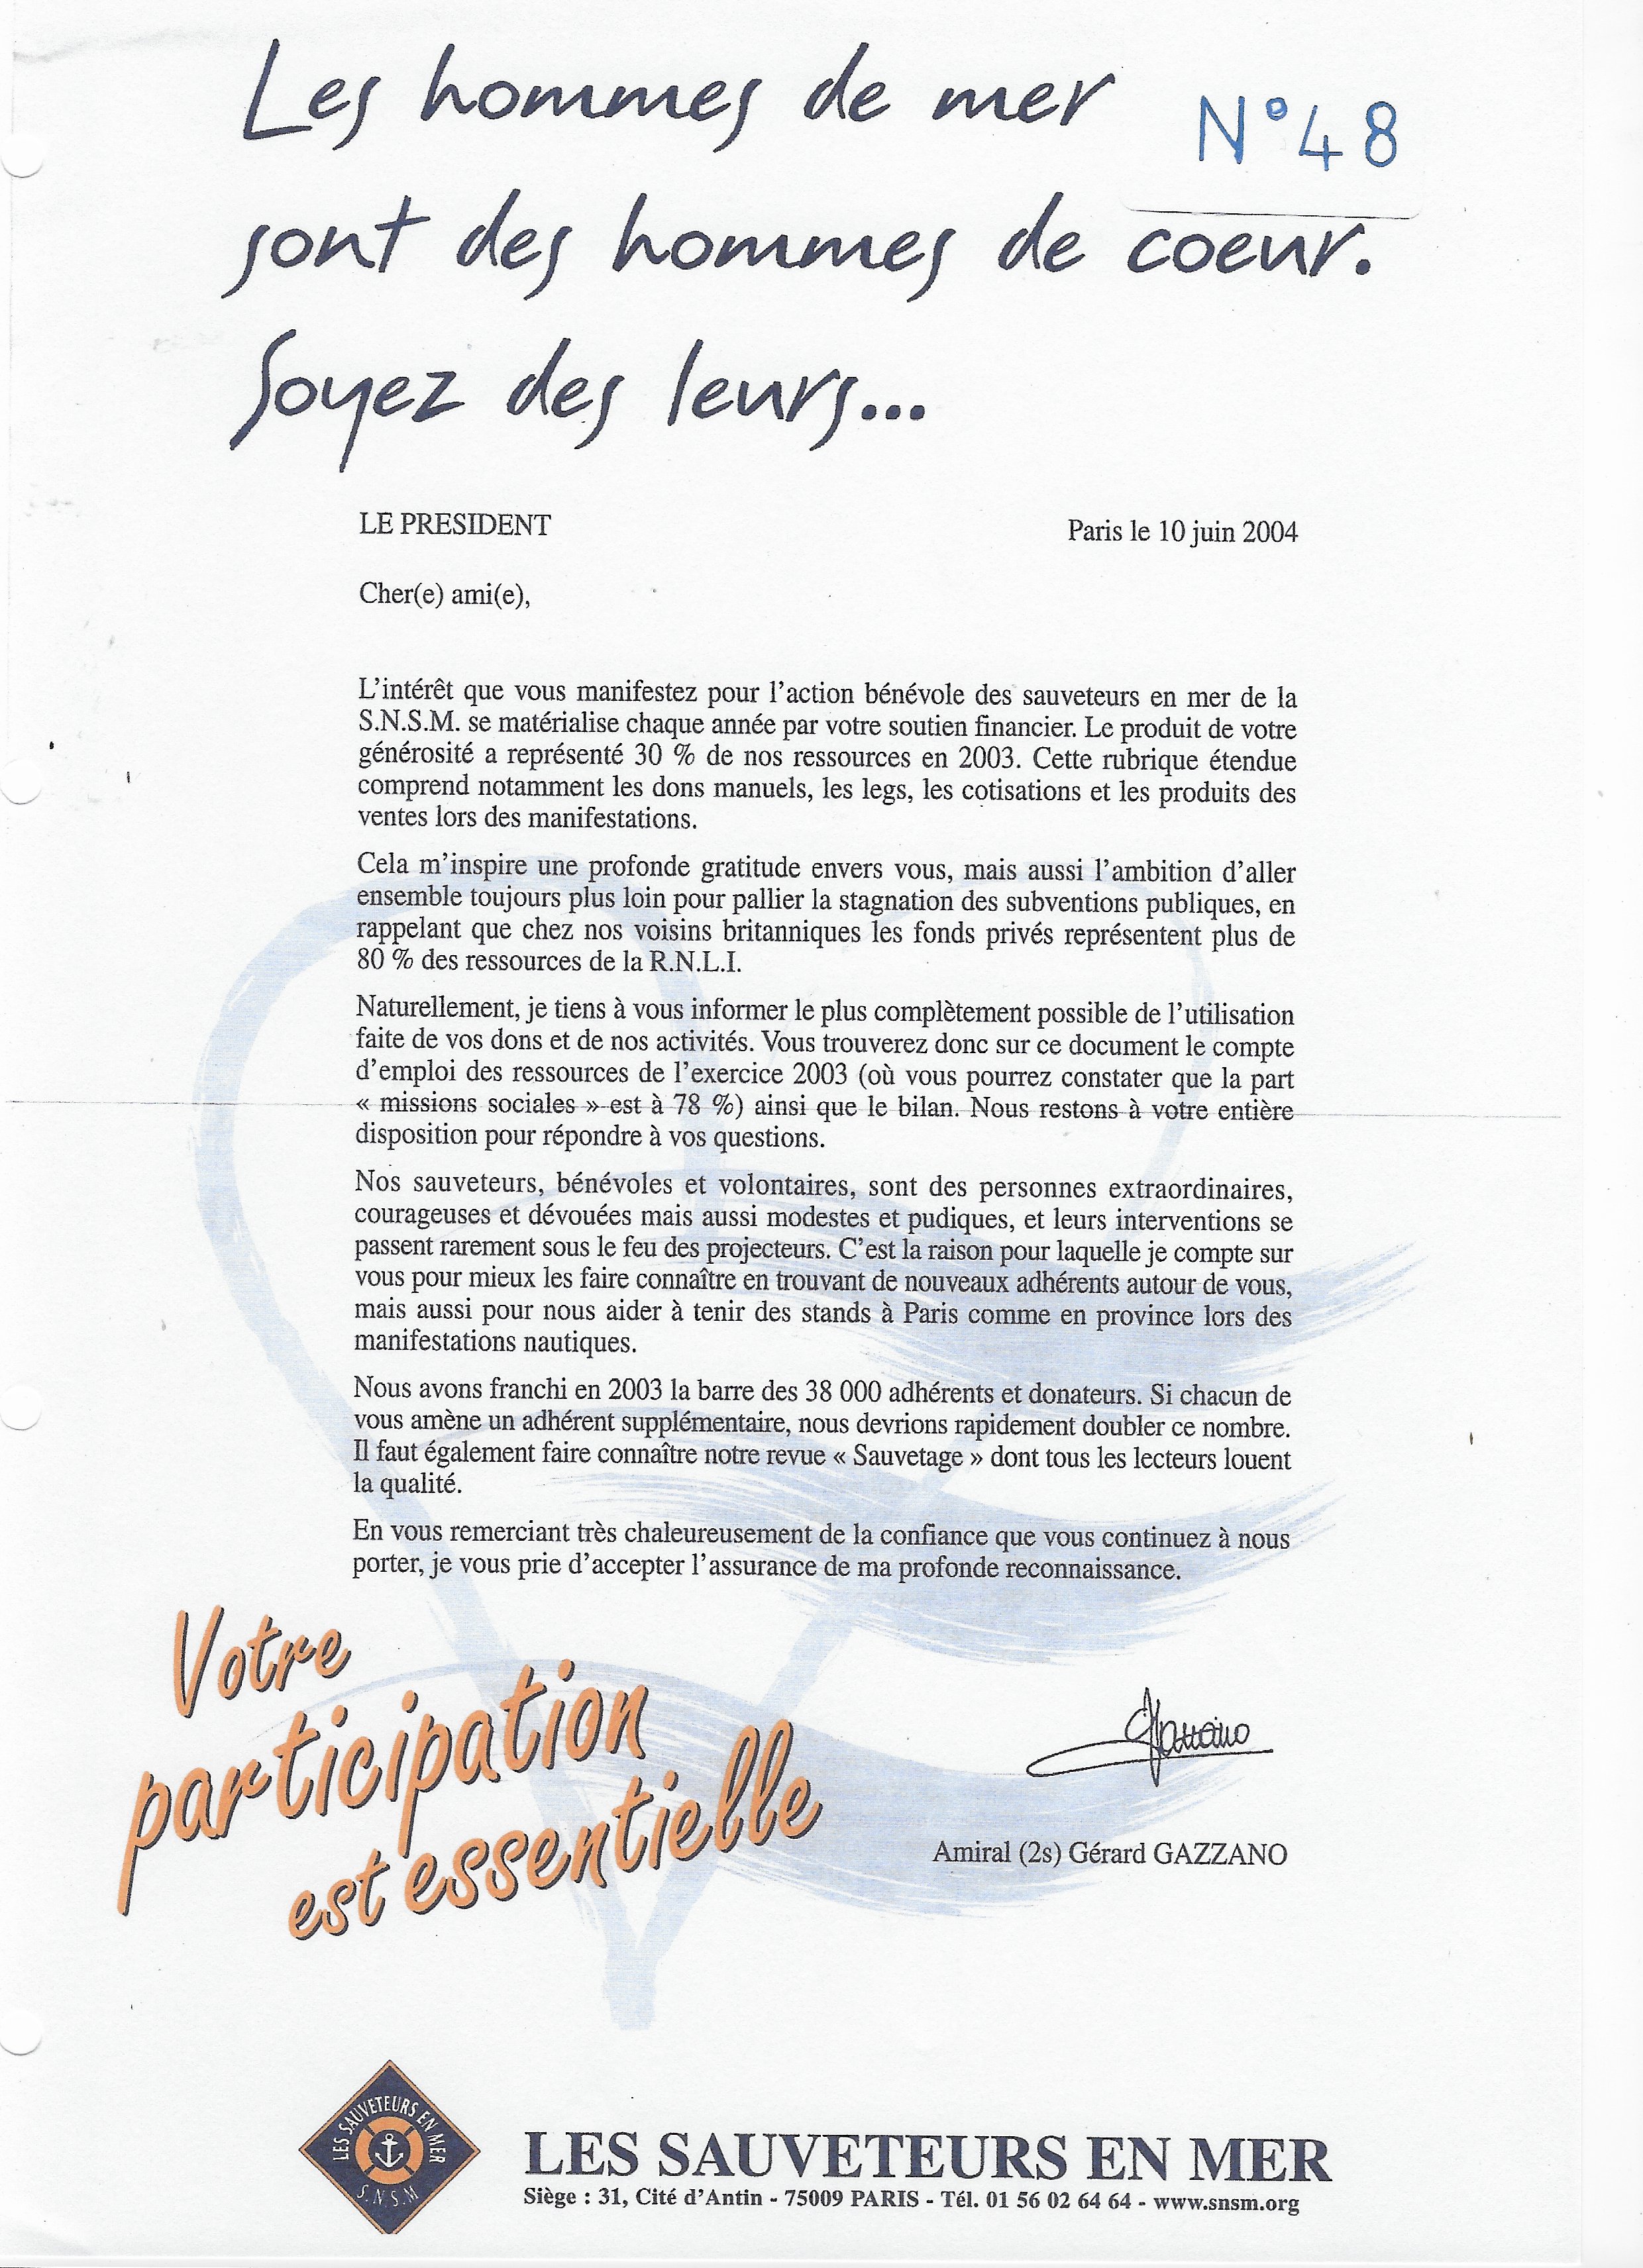 Les hommes de mer
N°48
sont des hommes de coeur.
Soyez des leurs...
LE PRESIDENT
Paris le 10 juin 2004
Cher(e) ami(e),
L'intérêt que vous manifestez pour l'action bénévole des sauveteurs en mer de la
S.N.S.M. se matérialise chaque année par votre soutien financier. Le produit de votre
générosité a représenté 30 % de nos ressources en 2003. Cette rubrique étendue
comprend notamment les dons manuels, les legs, les cotisations et les produits des
ventes lors des manifestations.
Cela m'inspire une profonde gratitude envers vous, mais aussi l'ambition d'aller
ensemble toujours plus loin pour pallier la stagnation des subventions publiques, en
rappelant que chez nos voisins britanniques les fonds privés représentent plus de
80 % des ressources de la R.N.L.I.
Naturellement, je tiens à vous informer le plus complètement possible de l'utilisation
faite de vos dons et de nos activités. Vous trouverez donc sur ce document le compte
d'emploi des ressources de l'exercice 2003 (où vous pourrez constater que la part
« missions sociales » est à 78 %) ainsi que le bilan. Nous restons à votre entière
disposition pour répondre à vos questions.
Nos sauveteurs, bénévoles et volontaires, sont des personnes extraordinaires,
courageuses et dévouées mais aussi modestes et pudiques, et leurs interventions se
passent rarement sous le feu des projecteurs. C'est la raison pour laquelle je compte sur
vous pour mieux les faire connaître en trouvant de nouveaux adhérents autour de vous,
mais aussi pour nous aider à tenir des stands à Paris comme en province lors des
manifestations nautiques.
Nous avons franchi en 2003 la barre des 38 000 adhérents et donateurs. Si chacun de
vous amène un adhérent supplémentaire, nous devrions rapidement doubler ce nombre.
Il faut également faire connaître notre revue « Sauvetage » dont tous les lecteurs louent
la qualité.
En vous remerciant très chaleureusement de la confiance que vous continuez à nous
porter, je vous prie d'accepter l'assurance de ma profonde reconnaissance.
Votre
participation
est essentielle
Gazzano
Amiral (2s) Gérard GAZZANO
LES SAUVETEURS EN MER
S.N.S.M
LES SAUVETEURS EN MER
Siège : 31, Cité d'Antin - 75009 PARIS - Tél. 01 56 02 64 64 - www.snsm.org